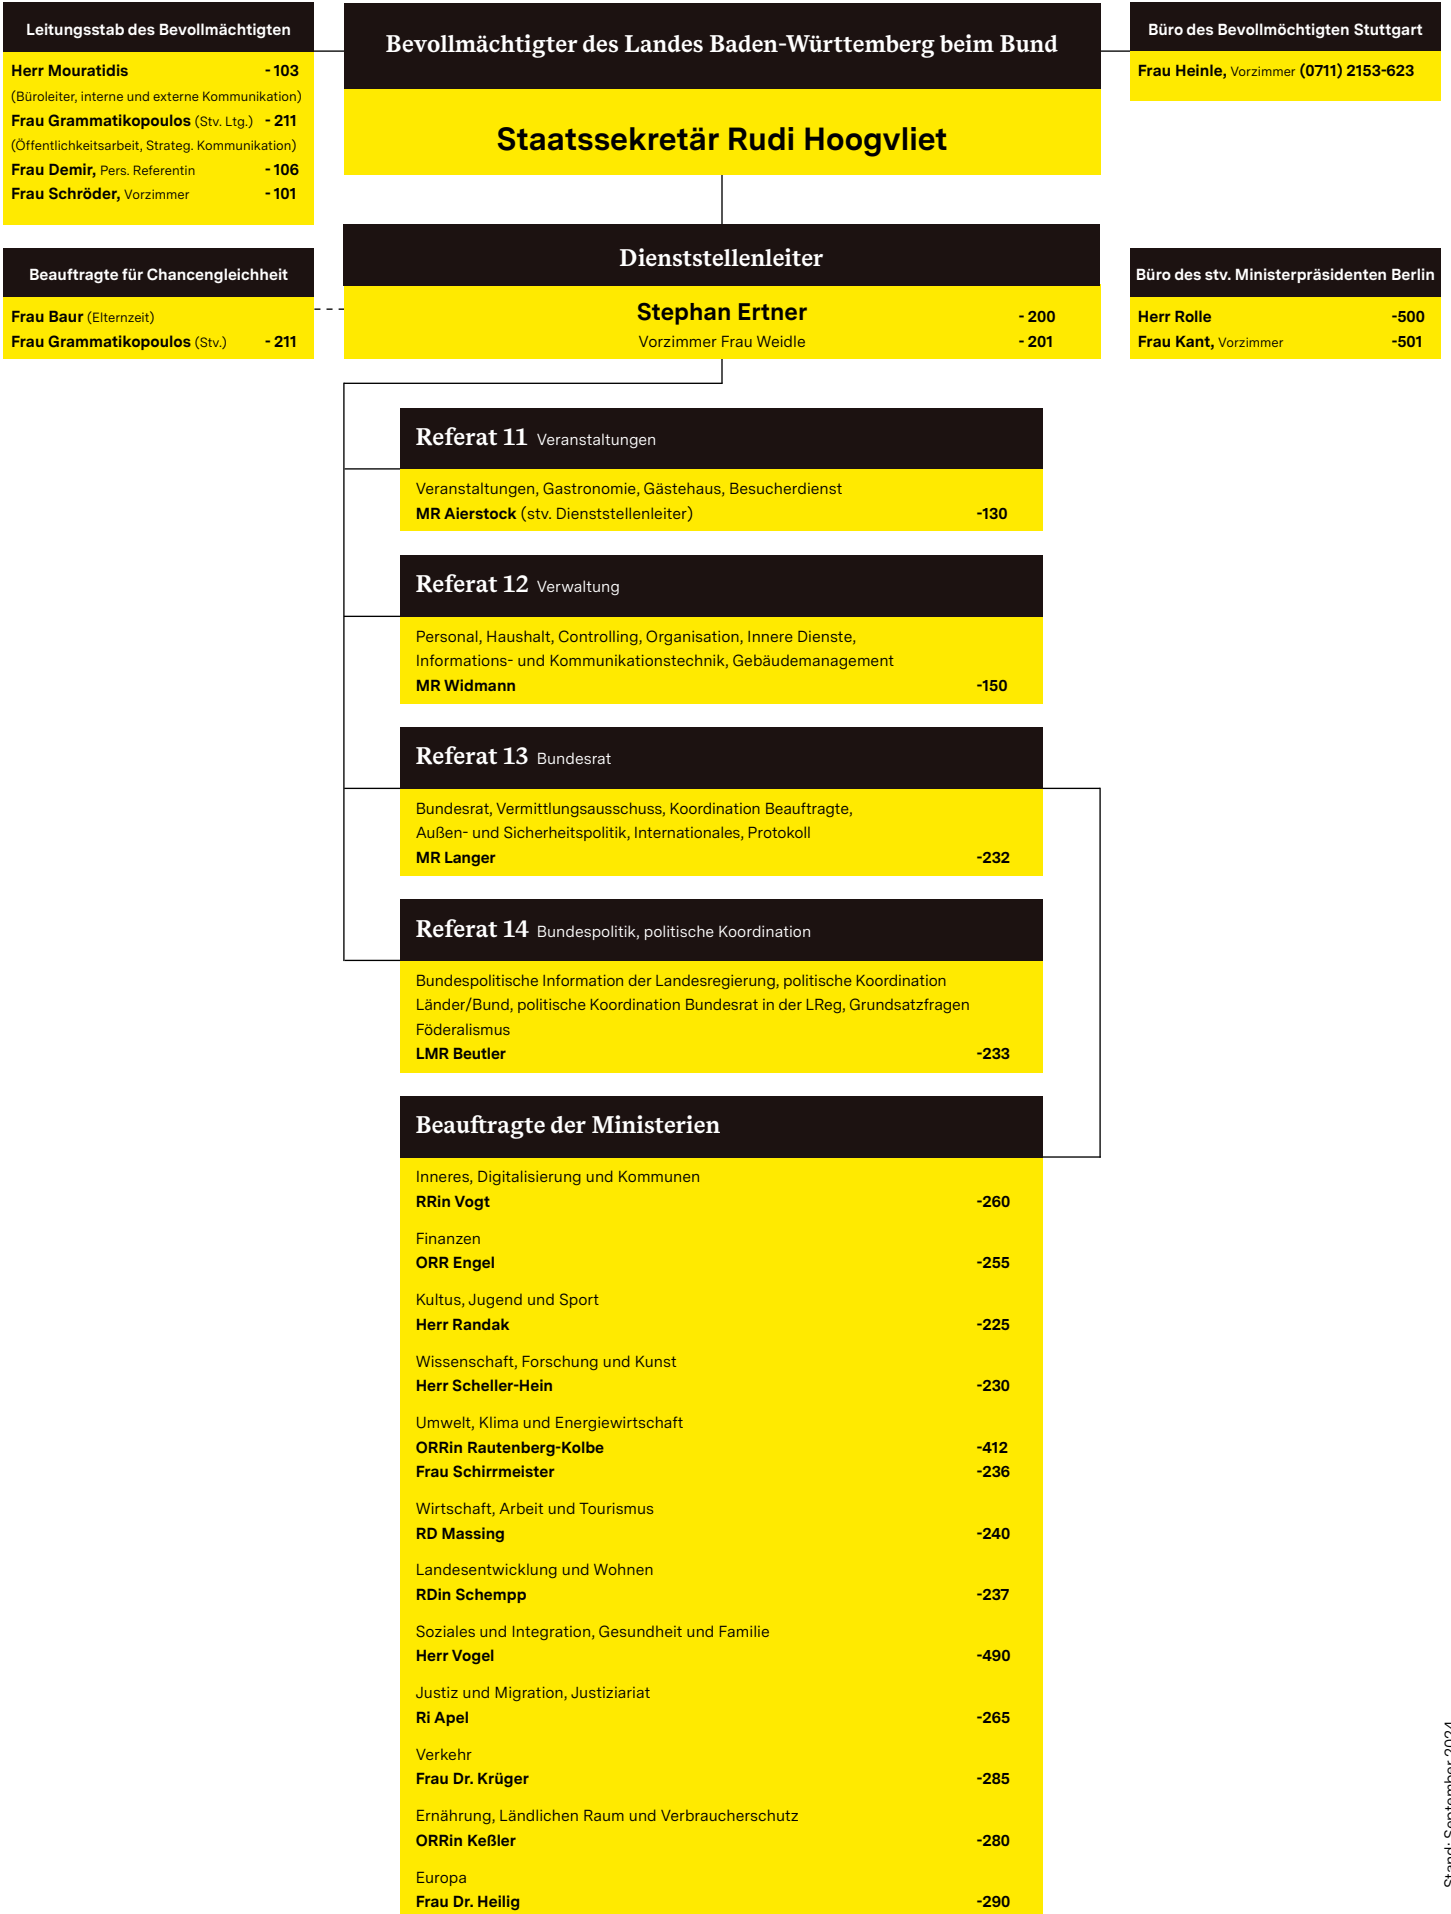 Leitungsstab des Bevollmächtigten
Herr Mouratidis - 103
(Büroleiter, interne und externe Kommunikation)
Frau Grammatikopoulos (Stv. Ltg.) - 211
(Öffentlichkeitsarbeit, Strateg. Kommunikation)
Frau Demir, Pers. Referentin - 106
Frau Schröder, Vorzimmer - 101
Bevollmächtigter des Landes Baden-Württemberg beim Bund
Staatssekretär Rudi Hoogvliet
Büro des Bevollmöchtigten Stuttgart
Frau Heinle, Vorzimmer (0711) 2153-623
Beauftragte für Chancengleichheit
Frau Baur (Elternzeit)
Frau Grammatikopoulos (Stv.) - 211
Dienststellenleiter
Stephan Ertner - 200
Vorzimmer Frau Weidle - 201
Büro des stv. Ministerpräsidenten Berlin
Herr Rolle -500
Frau Kant, Vorzimmer -501
Referat 11 Veranstaltungen
Veranstaltungen, Gastronomie, Gästehaus, Besucherdienst
MR Aierstock (stv. Dienststellenleiter) -130
Referat 12 Verwaltung
Personal, Haushalt, Controlling, Organisation, Innere Dienste,
Informations- und Kommunikationstechnik, Gebäudemanagement
MR Widmann -150
Referat 13 Bundesrat
Bundesrat, Vermittlungsausschuss, Koordination Beauftragte,
Außen- und Sicherheitspolitik, Internationales, Protokoll
MR Langer -232
Referat 14 Bundespolitik, politische Koordination
Bundespolitische Information der Landesregierung, politische Koordination
Länder/Bund, politische Koordination Bundesrat in der LReg, Grundsatzfragen
Föderalismus
LMR Beutler -233
Beauftragte der Ministerien
Inneres, Digitalisierung und Kommunen
RRin Vogt -260
Finanzen
ORR Engel -255
Kultus, Jugend und Sport
Herr Randak -225
Wissenschaft, Forschung und Kunst
Herr Scheller-Hein -230
Umwelt, Klima und Energiewirtschaft
ORRin Rautenberg-Kolbe -412
Frau Schirrmeister -236
Wirtschaft, Arbeit und Tourismus
RD Massing -240
Landesentwicklung und Wohnen
RDin Schempp -237
Soziales und Integration, Gesundheit und Familie
Herr Vogel -490
Justiz und Migration, Justiziariat
Ri Apel -265
Verkehr
Frau Dr. Krüger -285
Ernährung, Ländlichen Raum und Verbraucherschutz
ORRin Keßler -280
Europa
Frau Dr. Heilig -290
Stand: September 2024